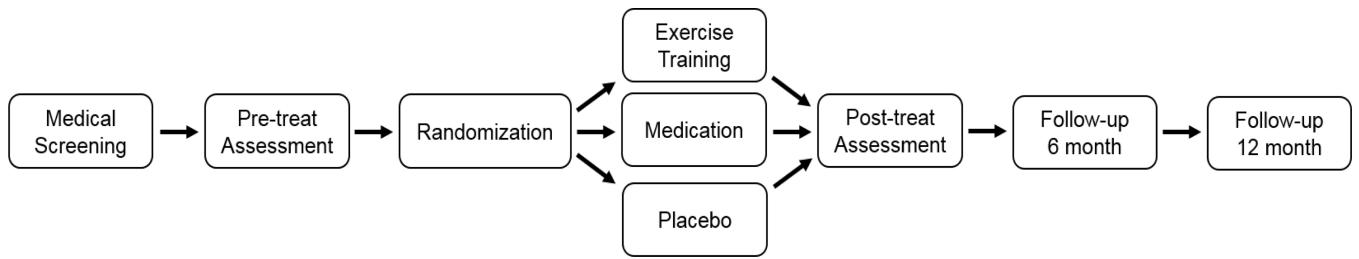 Medical
Screening
Pre-treat
Assessment
Randomization
Exercise
Training
Medication
Placebo
Post-treat
Assessment
Follow-up
6 month
Follow-up
12 month